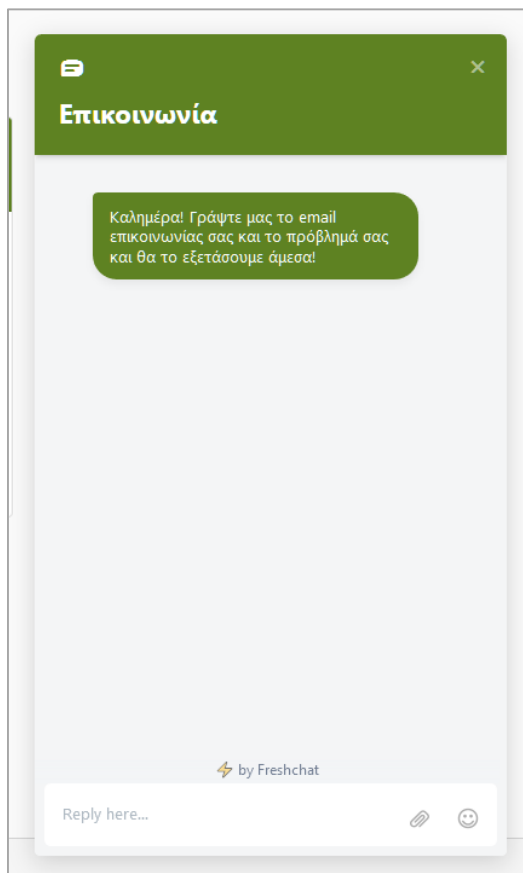 Επικοινωνία
Καλημέρα! Γράψτε μας το email
επικοινωνίας σας και το πρόβλημά σας
και θα το εξετάσουμε άμεσα!
by Freshchat
Reply here...